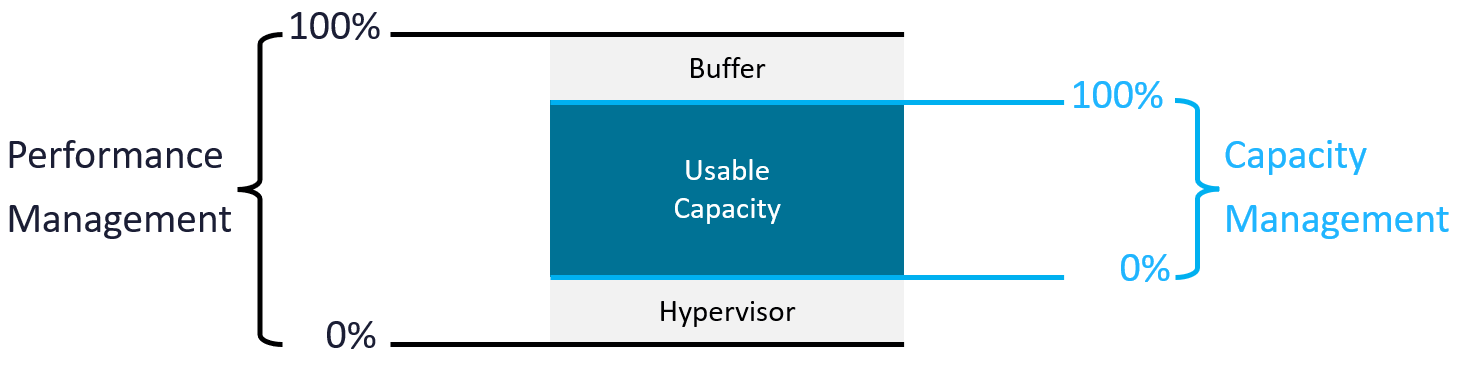 100%
Buffer
100%
Performance
Management
Usable
Capacity
Capacity
Management
0%
Hypervisor
0%